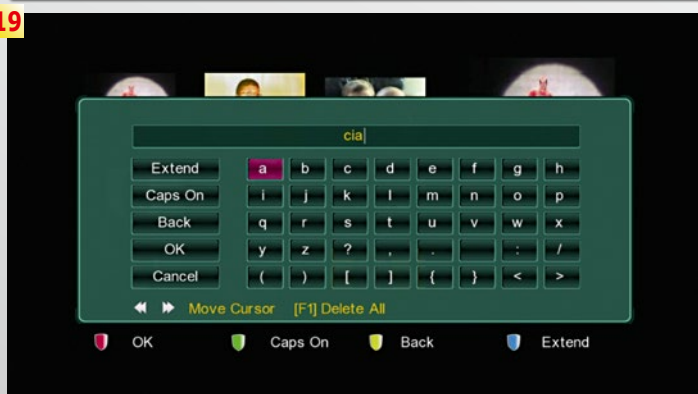 19
cia
Extend a b c d e f g h
Caps On i j k l m n o p
Back q r s t u v w x
OK y z ? , . : /
Cancel ( ) [ ] { } < >
Move Cursor [F1] Delete All
OK Caps On Back Extend